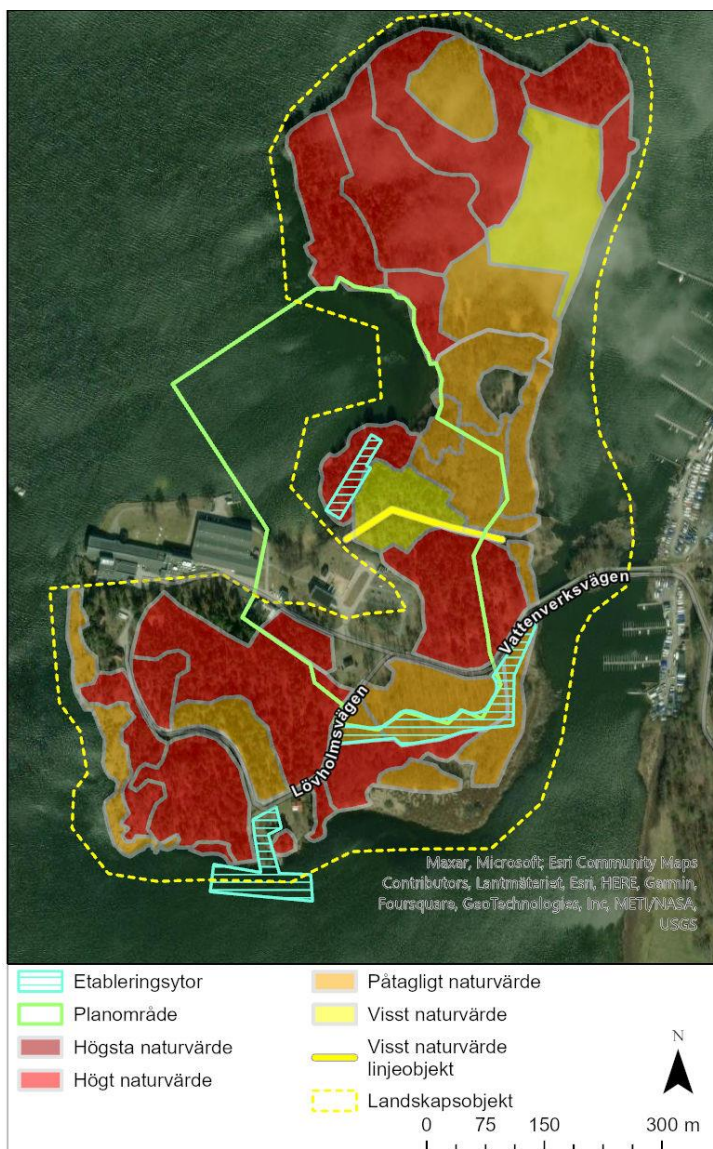 Vattenverksvägen
Lövholmsvägen
Maxar, Microsoft, Esri Community Maps
Contributors, Lantmäteriet, Esri, HERE, Garmin,
Foursquare, GeoTechnologies, Inc, METI/NASA,
USGS
Etableringsytor
Planområde
Högsta naturvärde
Högt naturvärde
Påtagligt naturvärde
Visst naturvärde
Visst naturvärde
linjeobjekt
Landskapsobjekt
N
0 75 150 300 m